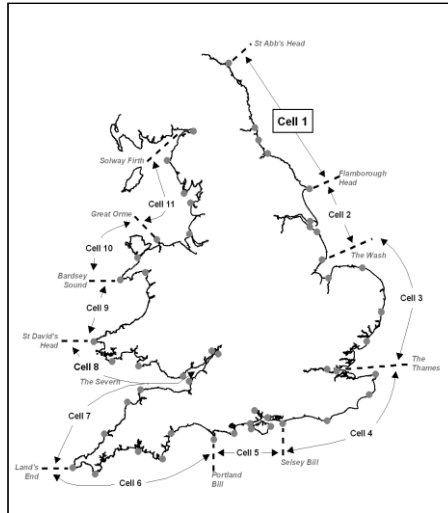 St Abb's Head
Cell 1
Solway Firth
Flamborough
Head
Cell 11
Great Orme
Cell 2
Cell 10
The Wash
Bardsey
Sound
Cell 3
Cell 9
St David's
Head
Cell 8
The Severn
The
Thames
Cell 7
Cell 4
Land's
End
Cell 6
Portland
Bill
Cell 5
Selsey Bill